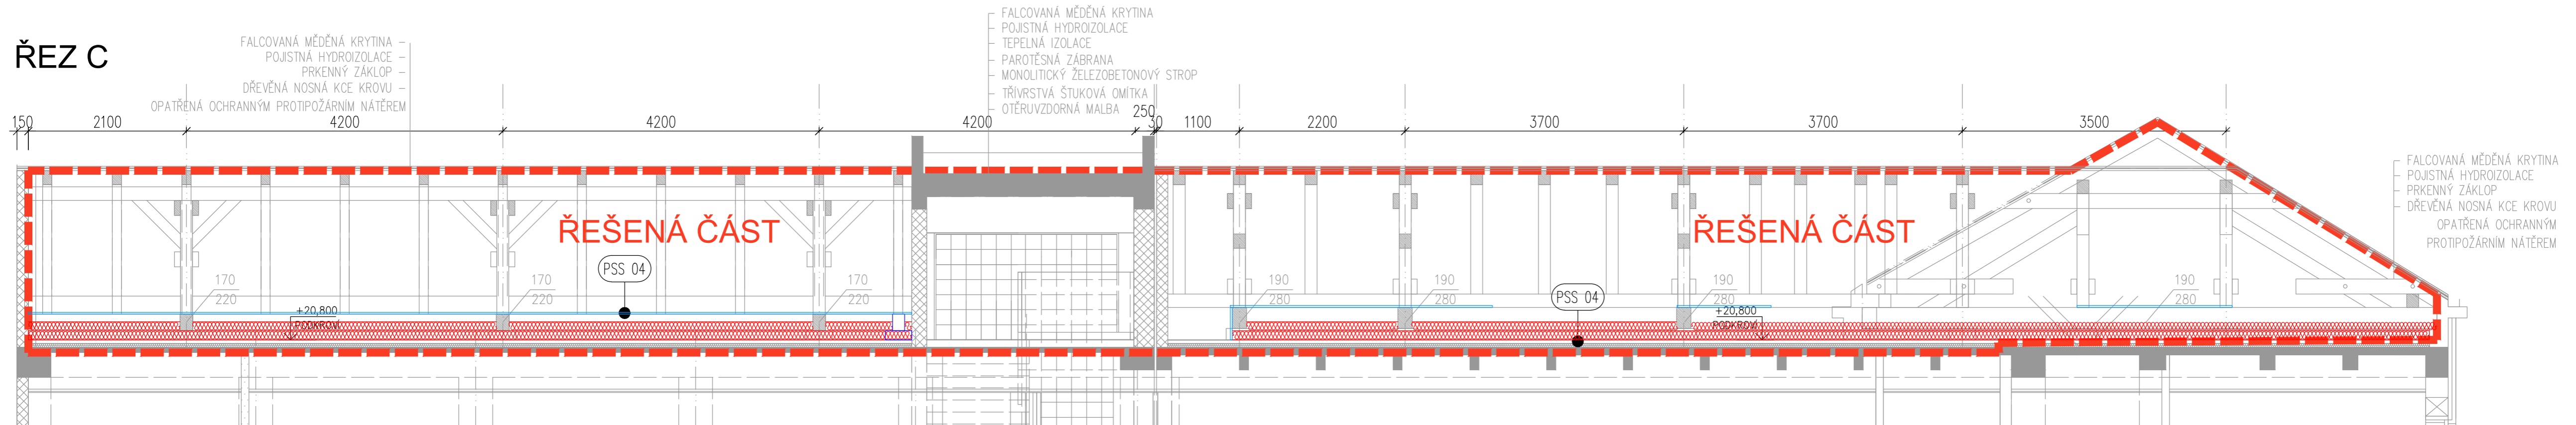 ŘEZ C
FALCOVANÁ MĚDĚNÁ KRYTINA
POJISTNÁ HYDROIZOLACE
PRKENNÝ ZÁKLOP
DŘEVĚNÁ NOSNÁ KCE KROVU
OPATŘENÁ OCHRANNÝM PROTIPOŽÁRNÍM NÁTĚREM
FALCOVANÁ MĚDĚNÁ KRYTINA
POJISTNÁ HYDROIZOLACE
TEPELNÁ IZOLACE
PAROTĚSNÁ ZÁBRANA
MONOLITICKÝ ŽELEZOBETONOVÝ STROP
TŘÍVRSTVÁ ŠTUKOVÁ OMÍTKA
OTĚRUVZDORNÁ MALBA
150 2100 4200 4200 4200 250 30 1100 2200 3700 3700 3500
FALCOVANÁ MĚDĚNÁ KRYTINA
POJISTNÁ HYDROIZOLACE
PRKENNÝ ZÁKLOP
DŘEVĚNÁ NOSNÁ KCE KROVU
OPATŘENÁ OCHRANNÝM
PROTIPOŽÁRNÍM NÁTĚREM
ŘEŠENÁ ČÁST
ŘEŠENÁ ČÁST
PSS 04
PSS 04
170
220
170
220
170
220
190
280
190
280
190
280
190
280
+20,800
PODKROVÍ
+20,800
PODKROVÍ